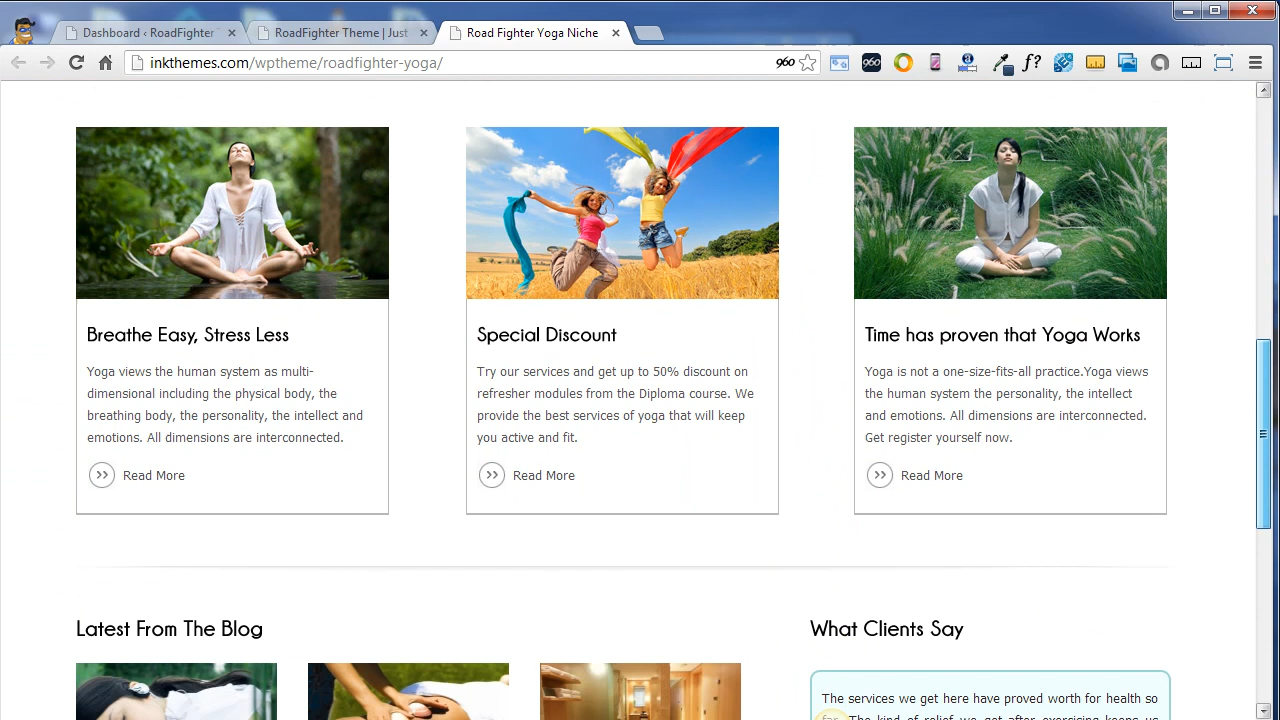 Dashboard ‹ RoadFighter
RoadFighter Theme | Just
Road Fighter Yoga Niche
inkthemes.com/wptheme/roadfighter-yoga/
960
960
a
f?
Breathe Easy, Stress Less
Yoga views the human system as multi-
dimensional including the physical body, the
breathing body, the personality, the intellect and
emotions. All dimensions are interconnected.
Read More
Special Discount
Try our services and get up to 50% discount on
refresher modules from the Diploma course. We
provide the best services of yoga that will keep
you active and fit.
Read More
Time has proven that Yoga Works
Yoga is not a one-size-fits-all practice.Yoga views
the human system the personality, the intellect
and emotions. All dimensions are interconnected.
Get register yourself now.
Read More
Latest From The Blog
What Clients Say
The services we get here have proved worth for health so
far. The kind of relief we get after exercising keeps us